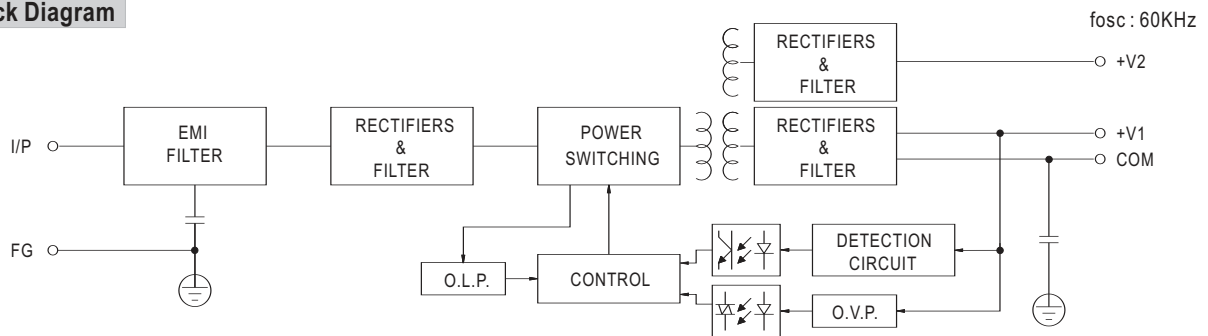 ck Diagram
fosc : 60KHz
RECTIFIERS
&
FILTER
+V2
I/P
EMI
FILTER
RECTIFIERS
&
FILTER
POWER
SWITCHING
RECTIFIERS
&
FILTER
+V1
COM
FG
O.L.P.
CONTROL
DETECTION
CIRCUIT
O.V.P.